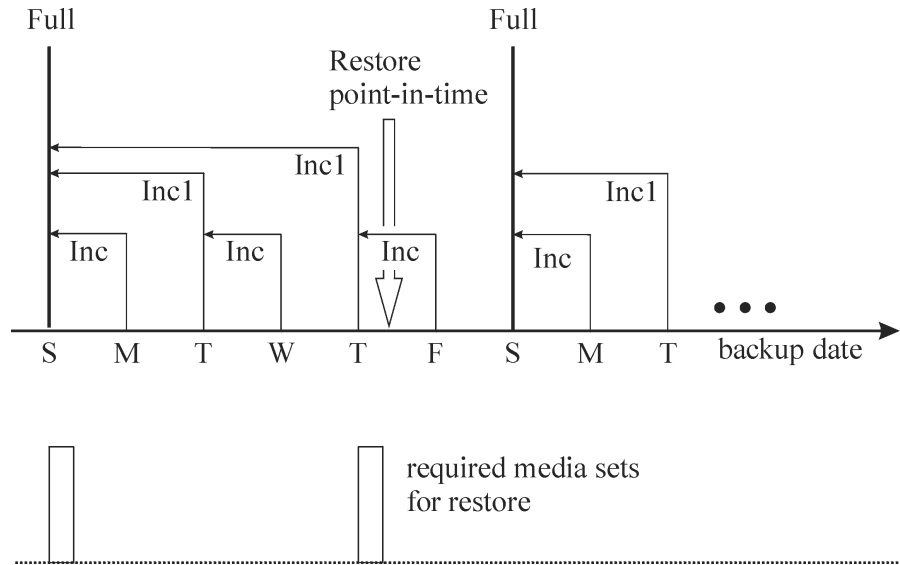 Full
Full
Restore
point-in-time
Inc1
Inc1
Inc1
Inc
Inc
Inc
Inc
S M T W T F S M T backup date
required media sets
for restore